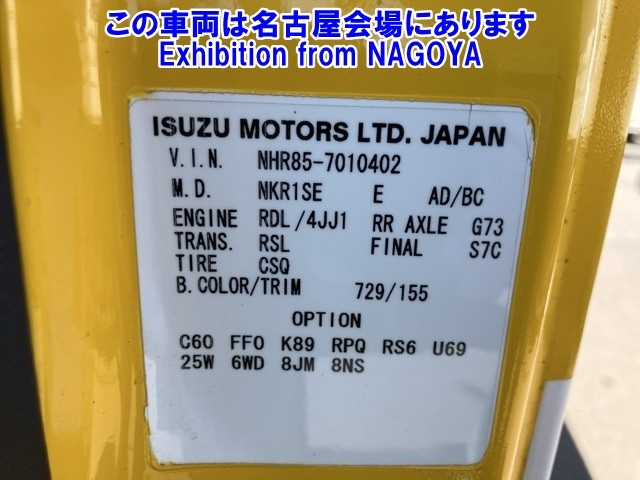 この車両は名古屋会場にあります
Exhibition from NAGOYA
ISUZU MOTORS LTD. JAPAN
V.I.N. NHR85-7010402
M.D. NKR1SE E AD/BC
ENGINE RDL/4JJ1 RR AXLE G73
TRANS. RSL FINAL S7C
TIRE CSQ
B.COLOR/TRIM 729/155
OPTION
C60 FF0 K89 RPQ RS6 U69
25W 6WD 8JM 8NS